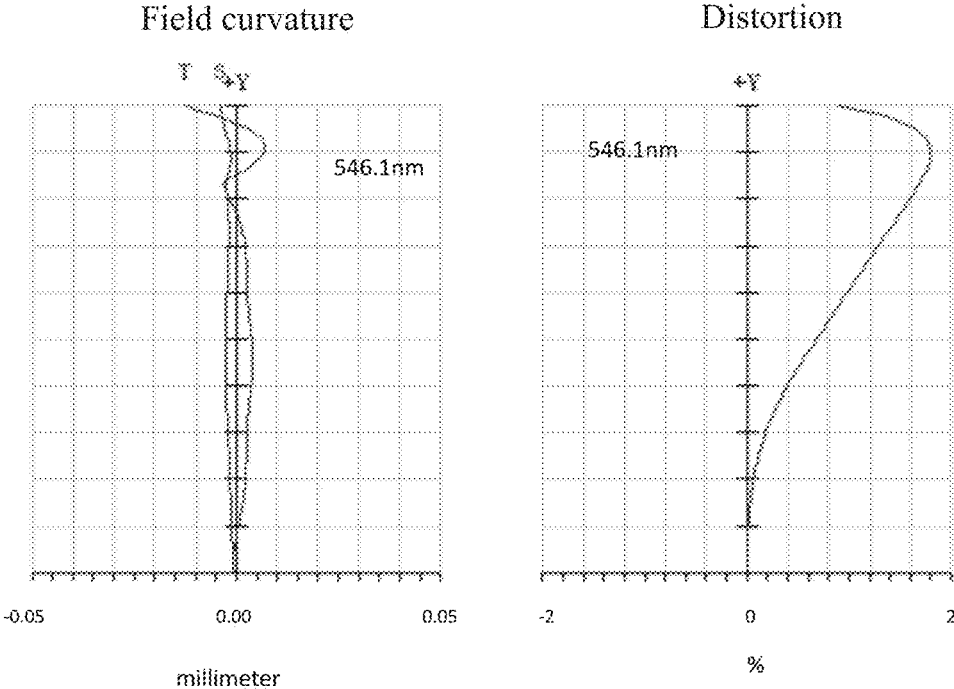 Field curvature
Distortion
T S +Y
+Y
546.1nm
546.1nm
-0.05 0.00 0.05
-2 0 2
millimeter
%